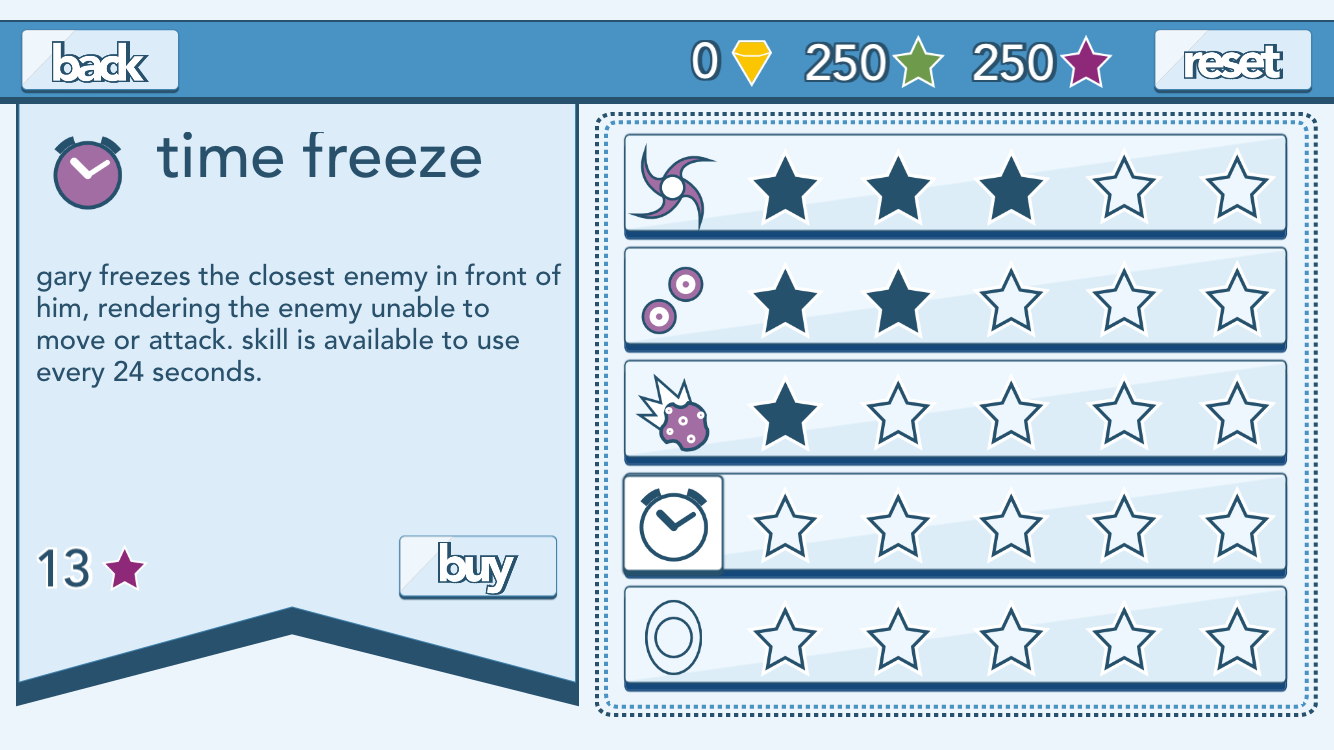 back
0
250
250
reset
time freeze
gary freezes the closest enemy in front of
him, rendering the enemy unable to
move or attack. skill is available to use
every 24 seconds.
13
buy